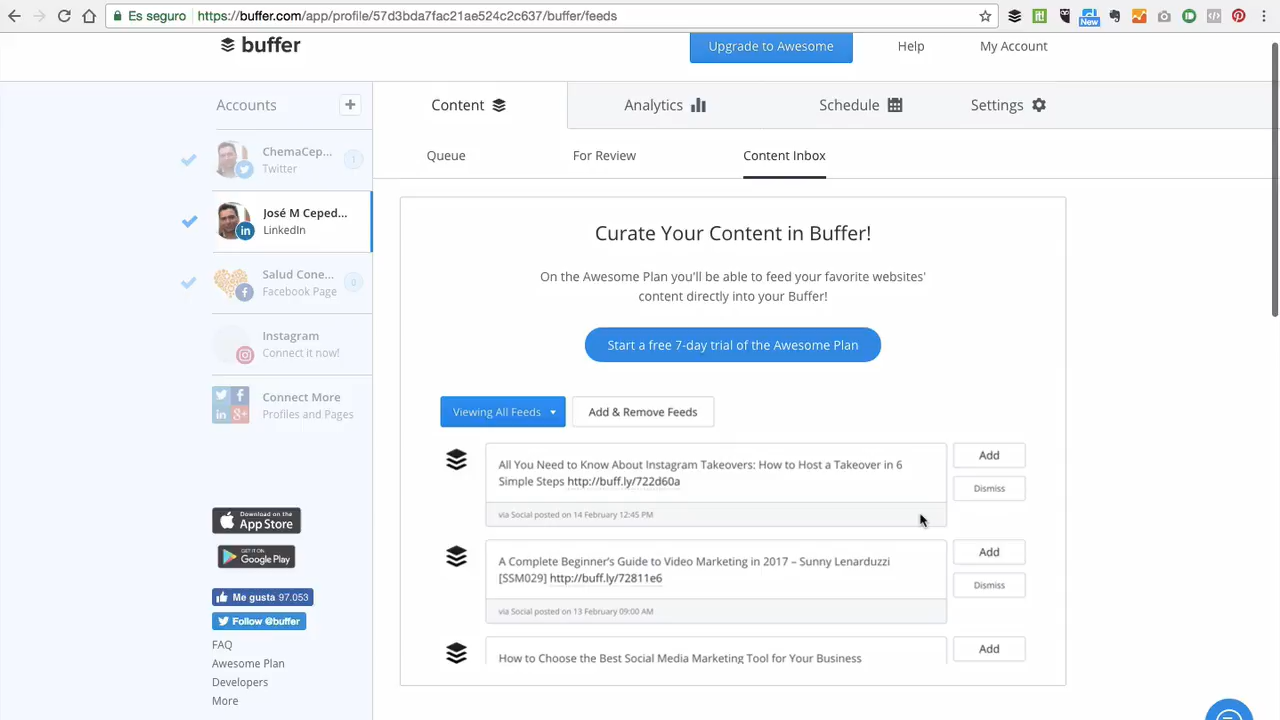 Es seguro
https://buffer.com/app/profile/57d3bda7fac21ae524c2c637/buffer/feeds
New
buffer
Upgrade to Awesome
Help
My Account
Accounts
+
Content
Analytics
Schedule
Settings
ChemaCep...
Twitter
1
José M Ceped...
LinkedIn
Salud Cone...
Facebook Page
0
Instagram
Connect it now!
Connect More
Profiles and Pages
Queue
For Review
Content Inbox
Curate Your Content in Buffer!
On the Awesome Plan you'll be able to feed your favorite websites'
content directly into your Buffer!
Start a free 7-day trial of the Awesome Plan
Viewing All Feeds
Add & Remove Feeds
All You Need to Know About Instagram Takeovers: How to Host a Takeover in 6
Simple Steps http://buff.ly/722d60a
via Social posted on 14 February 12:45 PM
Add
Dismiss
A Complete Beginner's Guide to Video Marketing in 2017 – Sunny Lenarduzzi
[SSM029] http://buff.ly/72811e6
via Social posted on 13 February 09:00 AM
Add
Dismiss
How to Choose the Best Social Media Marketing Tool for Your Business
Add
Download on the
App Store
GET IT ON
Google Play
Me gusta 97.053
Follow @buffer
FAQ
Awesome Plan
Developers
More